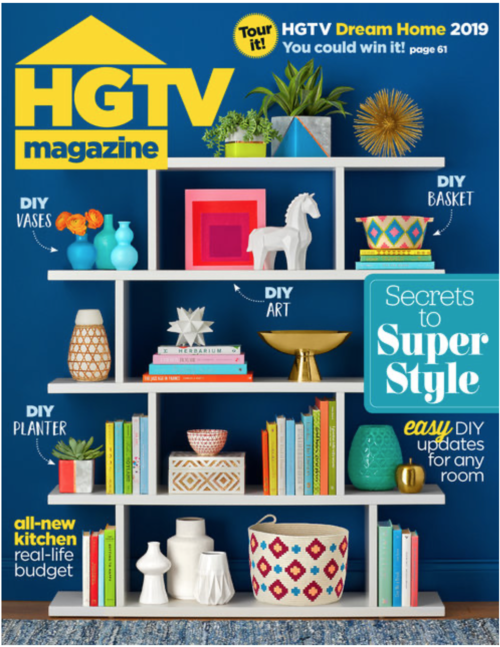 Tour
it!
HGTV Dream Home 2019
You could win it! page 61
HGTV
magazine
DIY
VASES
DIY
BASKET
DIY
ART
Secrets
to
Super
Style
HERBARIUM
DIY
PLANTER
easy DIY
updates
for any
room
all-new
kitchen
real-life
budget